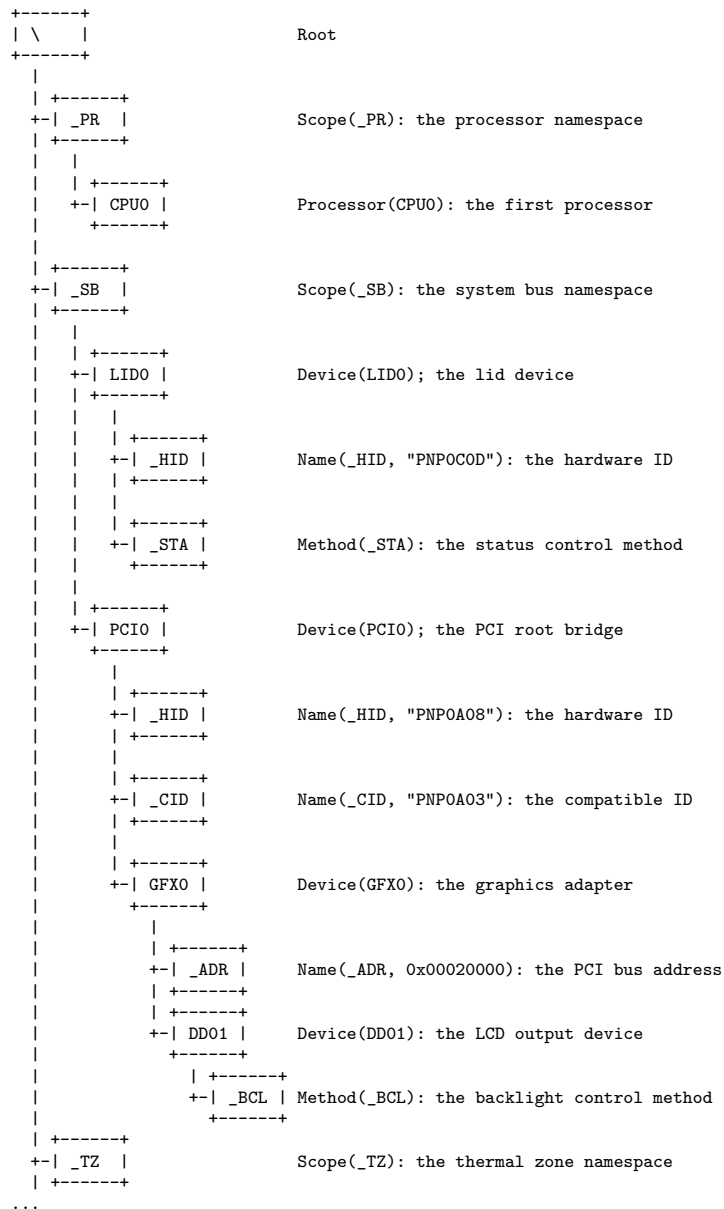 +------+
| \    |                      Root
+------+
  |
  | +------+
  +-| _PR  |                  Scope(_PR): the processor namespace
  | +------+
  |   |
  |   | +------+
  |   +-| CPU0 |              Processor(CPU0): the first processor
  |     +------+
  |
  | +------+
  +-| _SB  |                  Scope(_SB): the system bus namespace
  | +------+
  |   |
  |   | +------+
  |   +-| LID0 |              Device(LID0); the lid device
  |   | +------+
  |   |   |
  |   |   | +------+
  |   |   +-| _HID |          Name(_HID, "PNP0C0D"): the hardware ID
  |   |   | +------+
  |   |   |
  |   |   | +------+
  |   |   +-| _STA |          Method(_STA): the status control method
  |   |     +------+
  |   |
  |   | +------+
  |   +-| PCI0 |              Device(PCI0); the PCI root bridge
  |     +------+
  |       |
  |       | +------+
  |       +-| _HID |          Name(_HID, "PNP0A08"): the hardware ID
  |       | +------+
  |       |
  |       | +------+
  |       +-| _CID |          Name(_CID, "PNP0A03"): the compatible ID
  |       | +------+
  |       |
  |       | +------+
  |       +-| GFX0 |          Device(GFX0): the graphics adapter
  |         +------+
  |           |
  |           | +------+
  |           +-| _ADR |      Name(_ADR, 0x00020000): the PCI bus address
  |           | +------+
  |           | +------+
  |           +-| DD01 |      Device(DD01): the LCD output device
  |             +------+
  |               | +------+
  |               +-| _BCL |  Method(_BCL): the backlight control method
  |                 +------+
  | +------+
  +-| _TZ  |                  Scope(_TZ): the thermal zone namespace
  | +------+
...